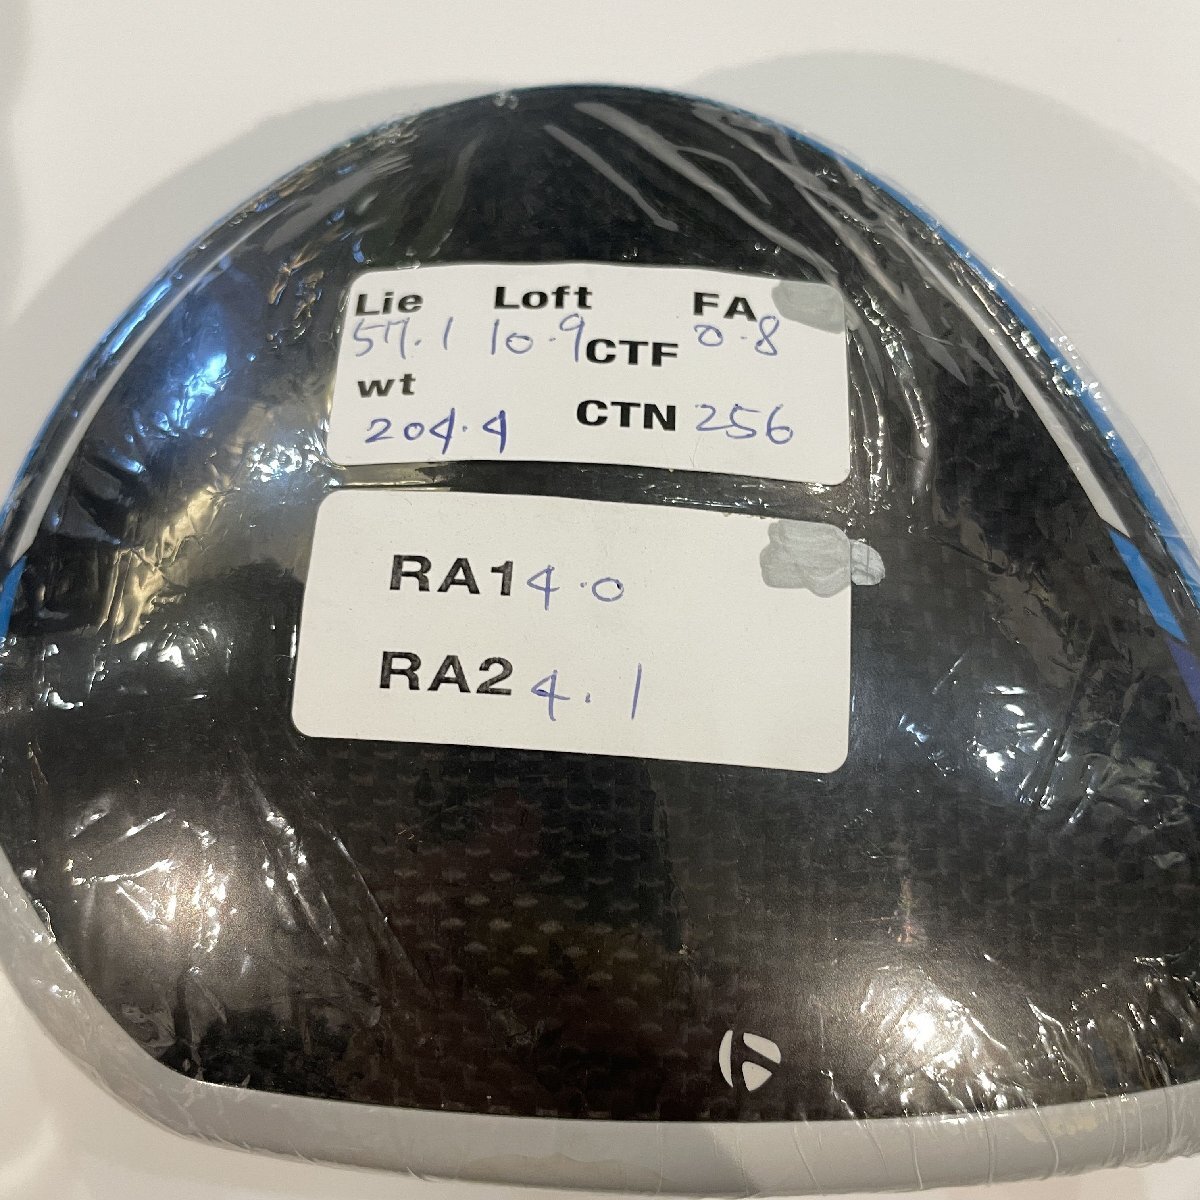 Lie Loft FA
57.1 10.9 CTF 0.8
wt
204.4 CTN 256
RA1 4.0
RA2 4.1